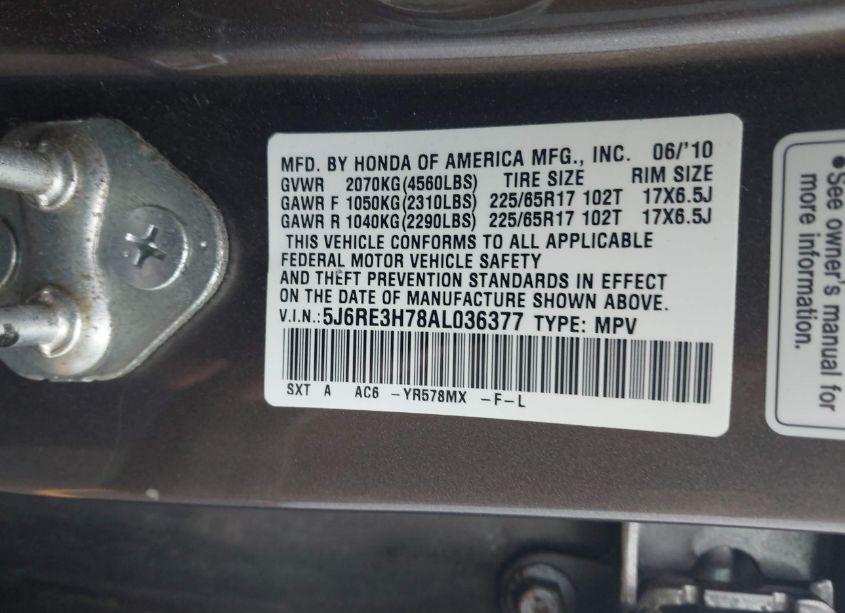 MFD. BY HONDA OF AMERICA MFG., INC. 06/'10
GVWR 2070KG(4560LBS) TIRE SIZE RIM SIZE
GAWR F 1050KG(2310LBS) 225/65R17 102T 17X6.5J
GAWR R 1040KG(2290LBS) 225/65R17 102T 17X6.5J
THIS VEHICLE CONFORMS TO ALL APPLICABLE
FEDERAL MOTOR VEHICLE SAFETY
AND THEFT PREVENTION STANDARDS IN EFFECT
ON THE DATE OF MANUFACTURE SHOWN ABOVE.
V.I.N.:5J6RE3H78AL036377 TYPE: MPV
SXT A AC6 -YR578MX -F-L
●See owner's manual for
more information.